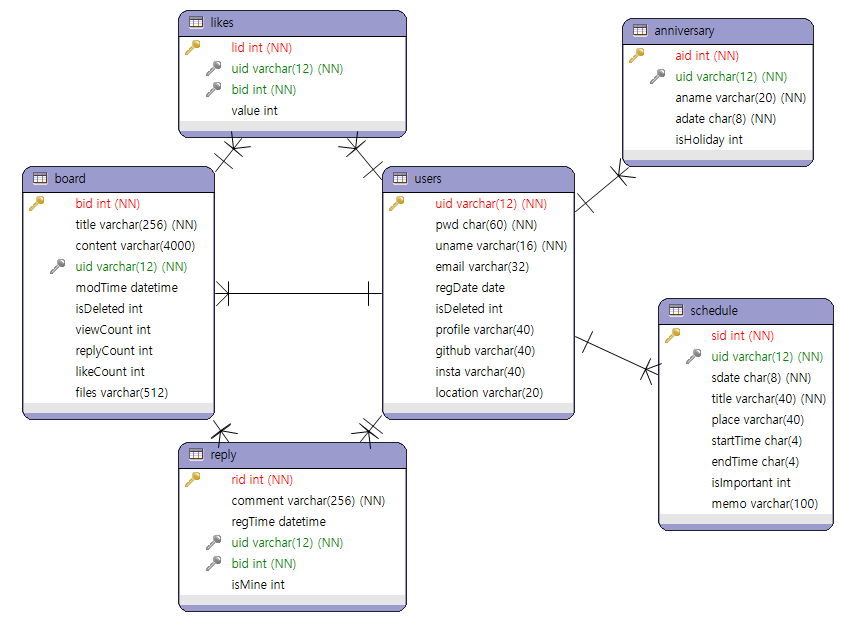 likes
lid int (NN)
uid varchar(12) (NN)
bid int (NN)
value int
anniversary
aid int (NN)
uid varchar(12) (NN)
aname varchar(20) (NN)
adate char(8) (NN)
isHoliday int
board
bid int (NN)
title varchar(256) (NN)
content varchar(4000)
uid varchar(12) (NN)
modTime datetime
isDeleted int
viewCount int
replyCount int
likeCount int
files varchar(512)
users
uid varchar(12) (NN)
pwd char(60) (NN)
uname varchar(16) (NN)
email varchar(32)
regDate date
isDeleted int
profile varchar(40)
github varchar(40)
insta varchar(40)
location varchar(20)
schedule
sid int (NN)
uid varchar(12) (NN)
sdate char(8) (NN)
title varchar(40) (NN)
place varchar(40)
startTime char(4)
endTime char(4)
isImportant int
memo varchar(100)
reply
rid int (NN)
comment varchar(256) (NN)
regTime datetime
uid varchar(12) (NN)
bid int (NN)
isMine int